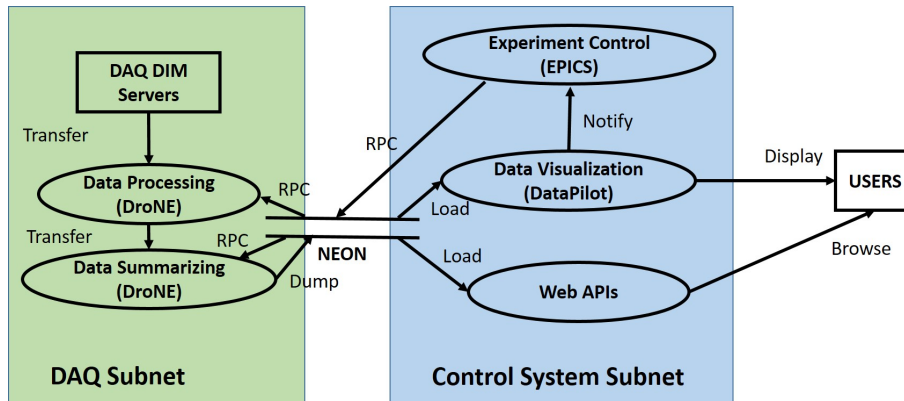 DAQ DIM
Servers
Transfer
Data Processing
(DroNE)
RPC
Transfer
RPC
Data Summarizing
(DroNE)
Dump
NEON
DAQ Subnet
Experiment Control
(EPICS)
RPC
Notify
Data Visualization
(DataPilot)
Load
Load
Web APIs
Control System Subnet
Display
USERS
Browse